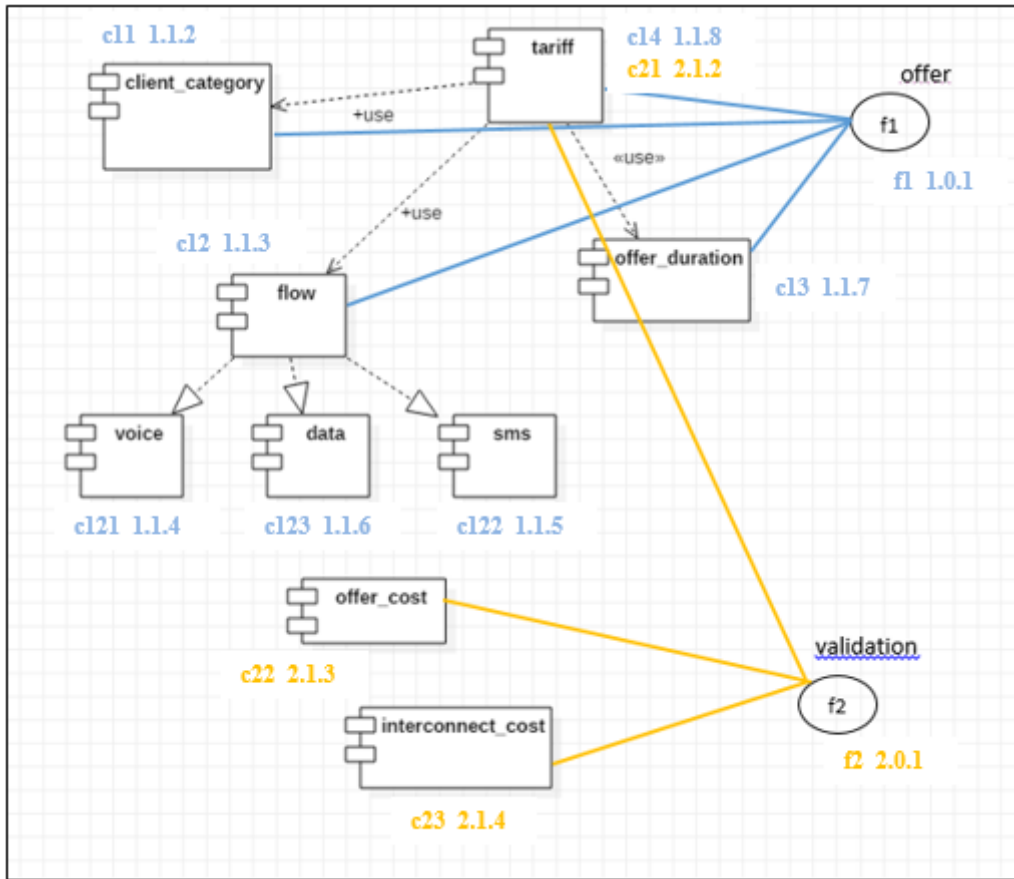 c11 1.1.2
tariff
c14 1.1.8
c21 2.1.2
client_category
offer
+use
f1
«use»
f1 1.0.1
+use
c12 1.1.3
offer_duration
flow
c13 1.1.7
voice
data
sms
c121 1.1.4
c123 1.1.6
c122 1.1.5
offer_cost
validation
c22 2.1.3
f2
interconnect_cost
f2 2.0.1
c23 2.1.4